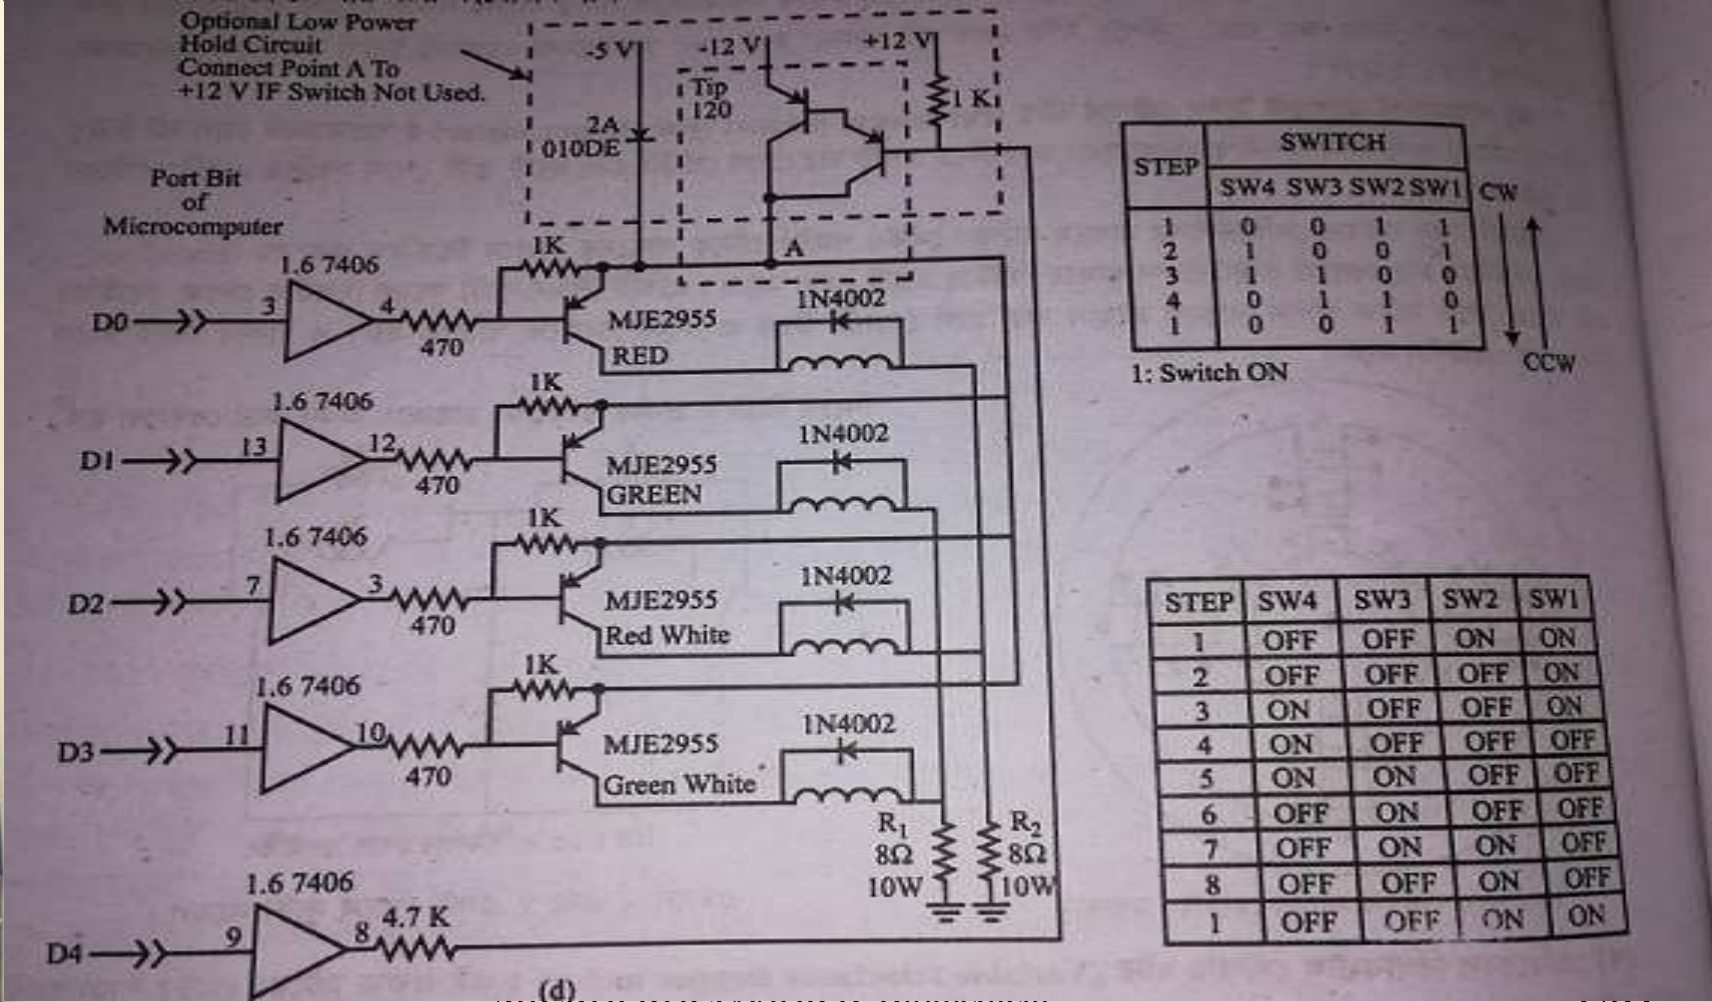 Optional Low Power
Hold Circuit
Connect Point A To
+12 V IF Switch Not Used.
-5 V
-12 V
+12 V
Tip
120
1 K
2A
010DE
A
Port Bit
of
Microcomputer
1K
1.6 7406
D0
3
4
470
MJE2955
RED
1N4002
1K
1.6 7406
D1
13
12
470
MJE2955
GREEN
1N4002
1K
1.6 7406
D2
7
3
470
MJE2955
Red White
1N4002
1K
1.6 7406
D3
11
10
470
MJE2955
Green White
1N4002
R1
8Ω
10W
R2
8Ω
10W
1.6 7406
D4
9
8
4.7 K
(d)
STEP SWITCH
SW4 SW3 SW2 SW1 CW
1 0 0 1 1
2 1 0 0 1
3 1 1 0 0
4 0 1 1 0
1 0 0 1 1
CCW
1: Switch ON
STEP SW4 SW3 SW2 SW1
1 OFF OFF ON ON
2 OFF OFF OFF ON
3 ON OFF OFF ON
4 ON OFF OFF OFF
5 ON ON OFF OFF
6 OFF ON OFF OFF
7 OFF ON ON OFF
8 OFF OFF ON OFF
1 OFF OFF ON ON